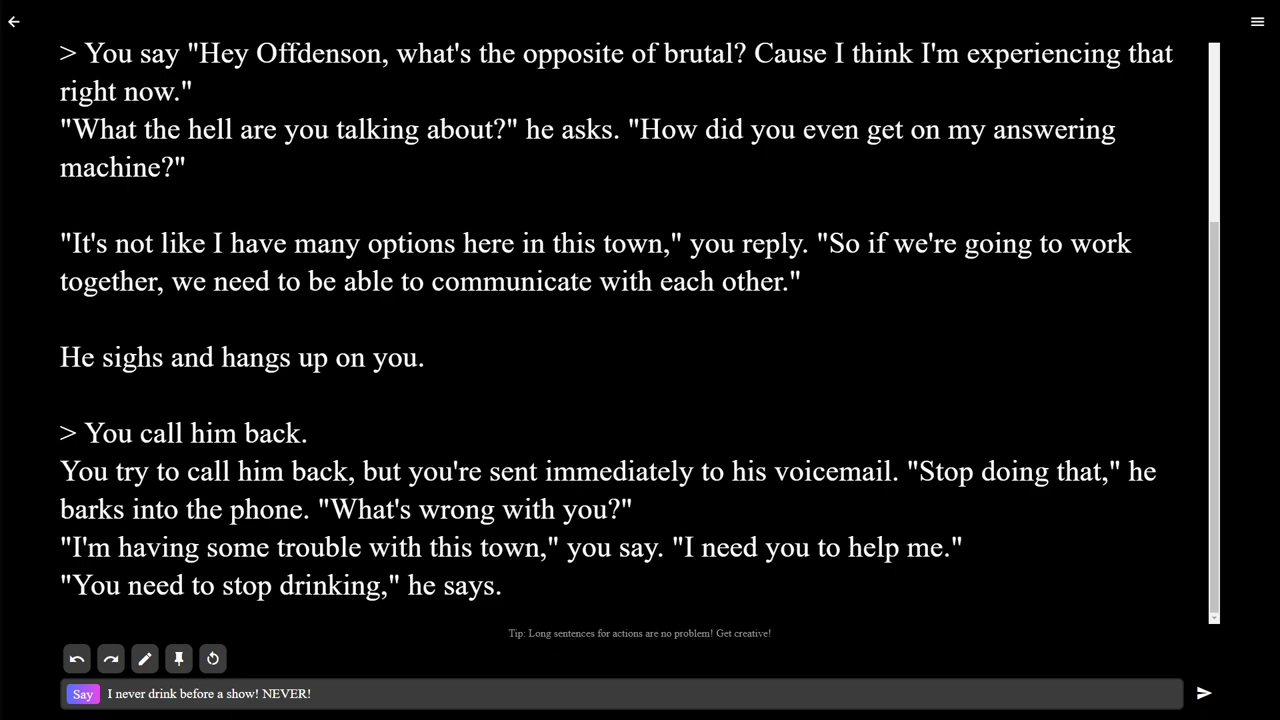 > You say "Hey Offdenson, what's the opposite of brutal? Cause I think I'm experiencing that
right now."
"What the hell are you talking about?" he asks. "How did you even get on my answering
machine?"
"It's not like I have many options here in this town," you reply. "So if we're going to work
together, we need to be able to communicate with each other."
He sighs and hangs up on you.
> You call him back.
You try to call him back, but you're sent immediately to his voicemail. "Stop doing that," he
barks into the phone. "What's wrong with you?"
"I'm having some trouble with this town," you say. "I need you to help me."
"You need to stop drinking," he says.
Tip: Long sentences for actions are no problem! Get creative!
Say I never drink before a show! NEVER!